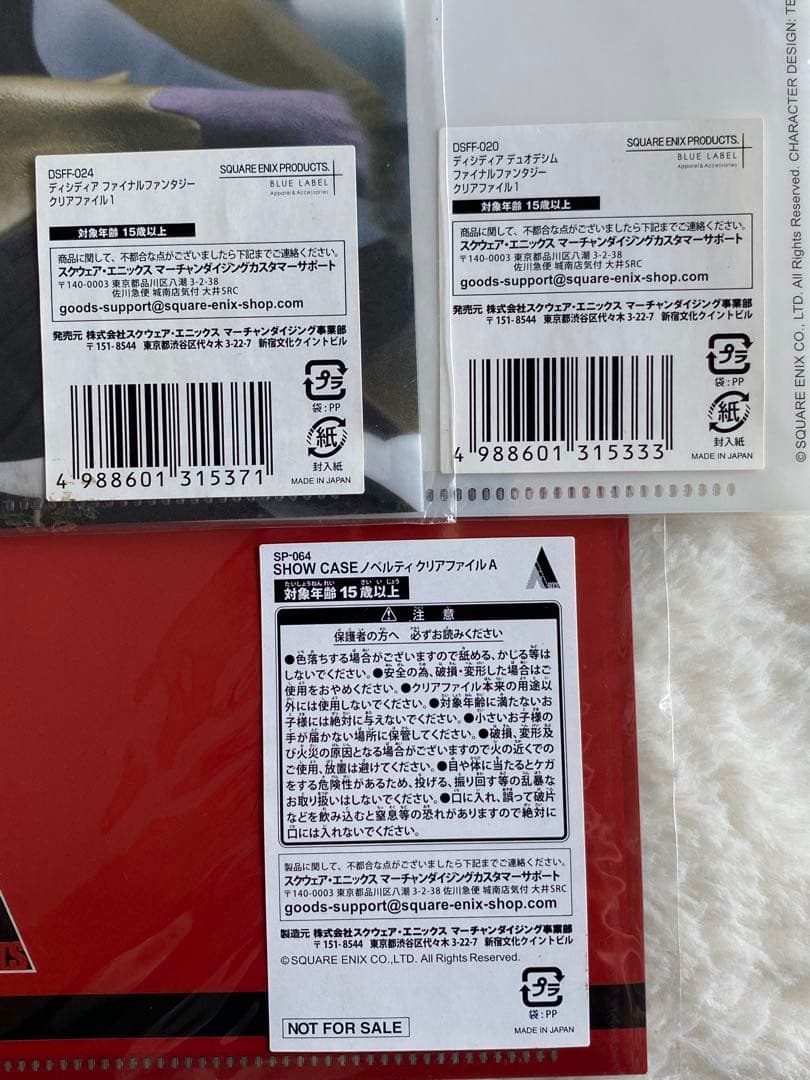 DSFF-024
ディシディア ファイナルファンタジー
クリアファイル1
SQUARE ENIX PRODUCTS.
BLUE LABEL
Apparel & Accessories
対象年齢 15歳以上
商品に関して、不都合な点がございましたら下記までご連絡ください。
スクウェア・エニックス マーチャンダイジングカスタマーサポート
〒140-0003 東京都品川区八潮 3-2-38
佐川急便 城南店気付 大井SRC
goods-support@square-enix-shop.com
発売元 株式会社スクウェア・エニックス マーチャンダイジング事業部
〒151-8544 東京都渋谷区代々木 3-22-7 新宿文化クイントビル
プラ
袋:PP
紙
封入紙
4 988601 315371
MADE IN JAPAN
DSFF-020
ディシディア デュオデシム
ファイナルファンタジー
クリアファイル1
SQUARE ENIX PRODUCTS.
BLUE LABEL
Apparel & Accessories
対象年齢 15歳以上
商品に関して、不都合な点がございましたら下記までご連絡ください。
スクウェア・エニックス マーチャンダイジングカスタマーサポート
〒140-0003 東京都品川区八潮 3-2-38
佐川急便 城南店気付 大井SRC
goods-support@square-enix-shop.com
発売元 株式会社スクウェア・エニックス マーチャンダイジング事業部
〒151-8544 東京都渋谷区代々木 3-22-7 新宿文化クイントビル
プラ
袋:PP
紙
封入紙
4 988601 315333
MADE IN JAPAN
© SQUARE ENIX CO., LTD. All Rights Reserved. CHARACTER DESIGN: TE
SP-064
SHOW CASE ノベルティ クリアファイル A
たいしょうねんれい さい い じょう
対象年齢 15歳以上
⚠ 注 意
保護者の方へ 必ずお読みください
●色落ちする場合がございますので舐める、かじる等は
しないでください。●安全の為、破損・変形した場合はご
使用をおやめください。●クリアファイル本来の用途以
外には使用しないでください。●対象年齢に満たないお
子様には絶対に与えないでください。●小さいお子様の
手が届かない場所に保管してください。●破損、変形及
び火災の原因となる場合がございますので火の近くでの
ご使用、放置は避けてください。●目や体に当たるとケガ
をする危険性があるため、投げる、振り回す等の乱暴な
お取り扱いはしないでください。●口に入れ、誤って破片
などを飲み込むと窒息等の恐れがありますので絶対に
口には入れないでください。
製品に関して、不都合な点がございましたら下記までご連絡ください。
スクウェア・エニックス マーチャンダイジングカスタマーサポート
〒140-0003 東京都品川区八潮 3-2-38 佐川急便 城南店気付 大井SRC
goods-support@square-enix-shop.com
製造元 株式会社スクウェア・エニックス マーチャンダイジング事業部
〒151-8544 東京都渋谷区代々木 3-22-7 新宿文化クイントビル
© SQUARE ENIX CO., LTD. All Rights Reserved.
プラ
袋:PP
NOT FOR SALE
MADE IN JAPAN